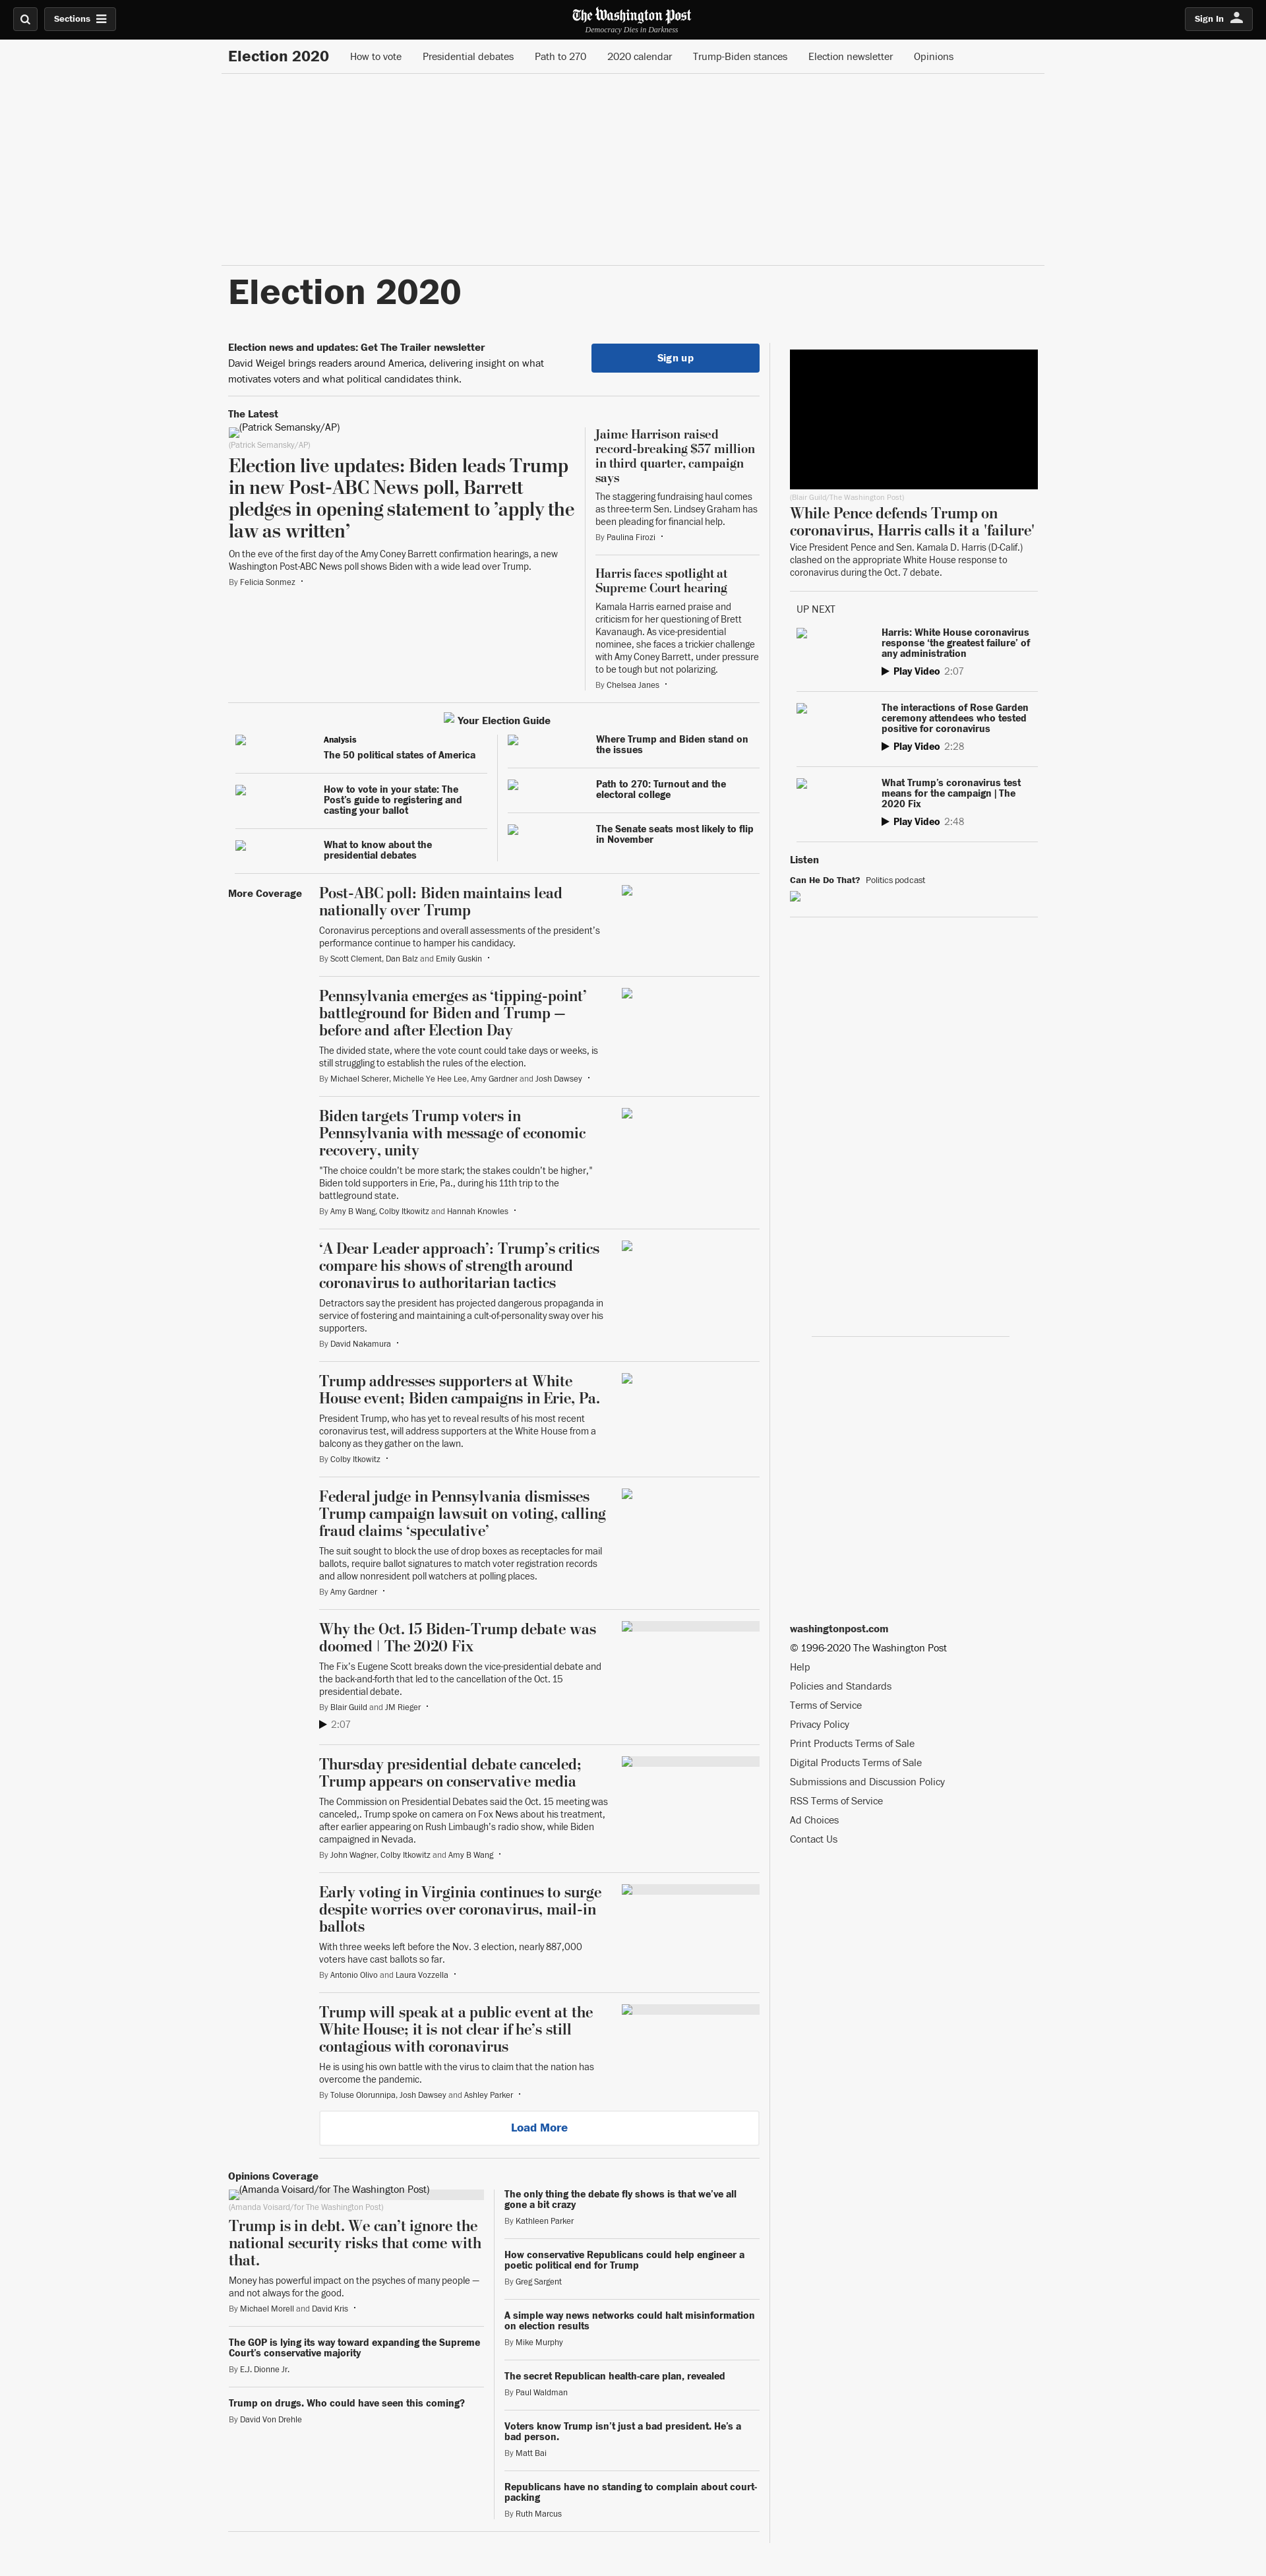 Sections
The Washington Post
Democracy Dies in Darkness
Sign In
Election 2020
How to vote
Presidential debates
Path to 270
2020 calendar
Trump-Biden stances
Election newsletter
Opinions
Election 2020
Election news and updates: Get The Trailer newsletter
David Weigel brings readers around America, delivering insight on what
motivates voters and what political candidates think.
Sign up
The Latest
(Patrick Semansky/AP)
(Patrick Semansky/AP)
Election live updates: Biden leads Trump
in new Post-ABC News poll, Barrett
pledges in opening statement to ’apply the
law as written’
On the eve of the first day of the Amy Coney Barrett confirmation hearings, a new
Washington Post-ABC News poll shows Biden with a wide lead over Trump.
By Felicia Sonmez •
Jaime Harrison raised
record-breaking $57 million
in third quarter, campaign
says
The staggering fundraising haul comes
as three-term Sen. Lindsey Graham has
been pleading for financial help.
By Paulina Firozi •
Harris faces spotlight at
Supreme Court hearing
Kamala Harris earned praise and
criticism for her questioning of Brett
Kavanaugh. As vice-presidential
nominee, she faces a trickier challenge
with Amy Coney Barrett, under pressure
to be tough but not polarizing.
By Chelsea Janes •
Your Election Guide
Analysis
The 50 political states of America
How to vote in your state: The
Post’s guide to registering and
casting your ballot
What to know about the
presidential debates
Where Trump and Biden stand on
the issues
Path to 270: Turnout and the
electoral college
The Senate seats most likely to flip
in November
More Coverage
Post-ABC poll: Biden maintains lead
nationally over Trump
Coronavirus perceptions and overall assessments of the president’s
performance continue to hamper his candidacy.
By Scott Clement, Dan Balz and Emily Guskin •
Pennsylvania emerges as ‘tipping-point’
battleground for Biden and Trump —
before and after Election Day
The divided state, where the vote count could take days or weeks, is
still struggling to establish the rules of the election.
By Michael Scherer, Michelle Ye Hee Lee, Amy Gardner and Josh Dawsey •
Biden targets Trump voters in
Pennsylvania with message of economic
recovery, unity
"The choice couldn’t be more stark; the stakes couldn’t be higher,"
Biden told supporters in Erie, Pa., during his 11th trip to the
battleground state.
By Amy B Wang, Colby Itkowitz and Hannah Knowles •
‘A Dear Leader approach’: Trump’s critics
compare his shows of strength around
coronavirus to authoritarian tactics
Detractors say the president has projected dangerous propaganda in
service of fostering and maintaining a cult-of-personality sway over his
supporters.
By David Nakamura •
Trump addresses supporters at White
House event; Biden campaigns in Erie, Pa.
President Trump, who has yet to reveal results of his most recent
coronavirus test, will address supporters at the White House from a
balcony as they gather on the lawn.
By Colby Itkowitz •
Federal judge in Pennsylvania dismisses
Trump campaign lawsuit on voting, calling
fraud claims ‘speculative’
The suit sought to block the use of drop boxes as receptacles for mail
ballots, require ballot signatures to match voter registration records
and allow nonresident poll watchers at polling places.
By Amy Gardner •
Why the Oct. 15 Biden-Trump debate was
doomed | The 2020 Fix
The Fix’s Eugene Scott breaks down the vice-presidential debate and
the back-and-forth that led to the cancellation of the Oct. 15
presidential debate.
By Blair Guild and JM Rieger •
2:07
Thursday presidential debate canceled;
Trump appears on conservative media
The Commission on Presidential Debates said the Oct. 15 meeting was
canceled,. Trump spoke on camera on Fox News about his treatment,
after earlier appearing on Rush Limbaugh’s radio show, while Biden
campaigned in Nevada.
By John Wagner, Colby Itkowitz and Amy B Wang •
Early voting in Virginia continues to surge
despite worries over coronavirus, mail-in
ballots
With three weeks left before the Nov. 3 election, nearly 887,000
voters have cast ballots so far.
By Antonio Olivo and Laura Vozzella •
Trump will speak at a public event at the
White House; it is not clear if he’s still
contagious with coronavirus
He is using his own battle with the virus to claim that the nation has
overcome the pandemic.
By Toluse Olorunnipa, Josh Dawsey and Ashley Parker •
Load More
Opinions Coverage
(Amanda Voisard/for The Washington Post)
(Amanda Voisard/for The Washington Post)
Trump is in debt. We can’t ignore the
national security risks that come with
that.
Money has powerful impact on the psyches of many people —
and not always for the good.
By Michael Morell and David Kris •
The GOP is lying its way toward expanding the Supreme
Court’s conservative majority
By E.J. Dionne Jr.
Trump on drugs. Who could have seen this coming?
By David Von Drehle
The only thing the debate fly shows is that we’ve all
gone a bit crazy
By Kathleen Parker
How conservative Republicans could help engineer a
poetic political end for Trump
By Greg Sargent
A simple way news networks could halt misinformation
on election results
By Mike Murphy
The secret Republican health-care plan, revealed
By Paul Waldman
Voters know Trump isn’t just a bad president. He’s a
bad person.
By Matt Bai
Republicans have no standing to complain about court-
packing
By Ruth Marcus
(Blair Guild/The Washington Post)
While Pence defends Trump on
coronavirus, Harris calls it a 'failure'
Vice President Pence and Sen. Kamala D. Harris (D-Calif.)
clashed on the appropriate White House response to
coronavirus during the Oct. 7 debate.
UP NEXT
Harris: White House coronavirus
response ‘the greatest failure’ of
any administration
Play Video 2:07
The interactions of Rose Garden
ceremony attendees who tested
positive for coronavirus
Play Video 2:28
What Trump’s coronavirus test
means for the campaign | The
2020 Fix
Play Video 2:48
Listen
Can He Do That? Politics podcast
washingtonpost.com
© 1996-2020 The Washington Post
Help
Policies and Standards
Terms of Service
Privacy Policy
Print Products Terms of Sale
Digital Products Terms of Sale
Submissions and Discussion Policy
RSS Terms of Service
Ad Choices
Contact Us